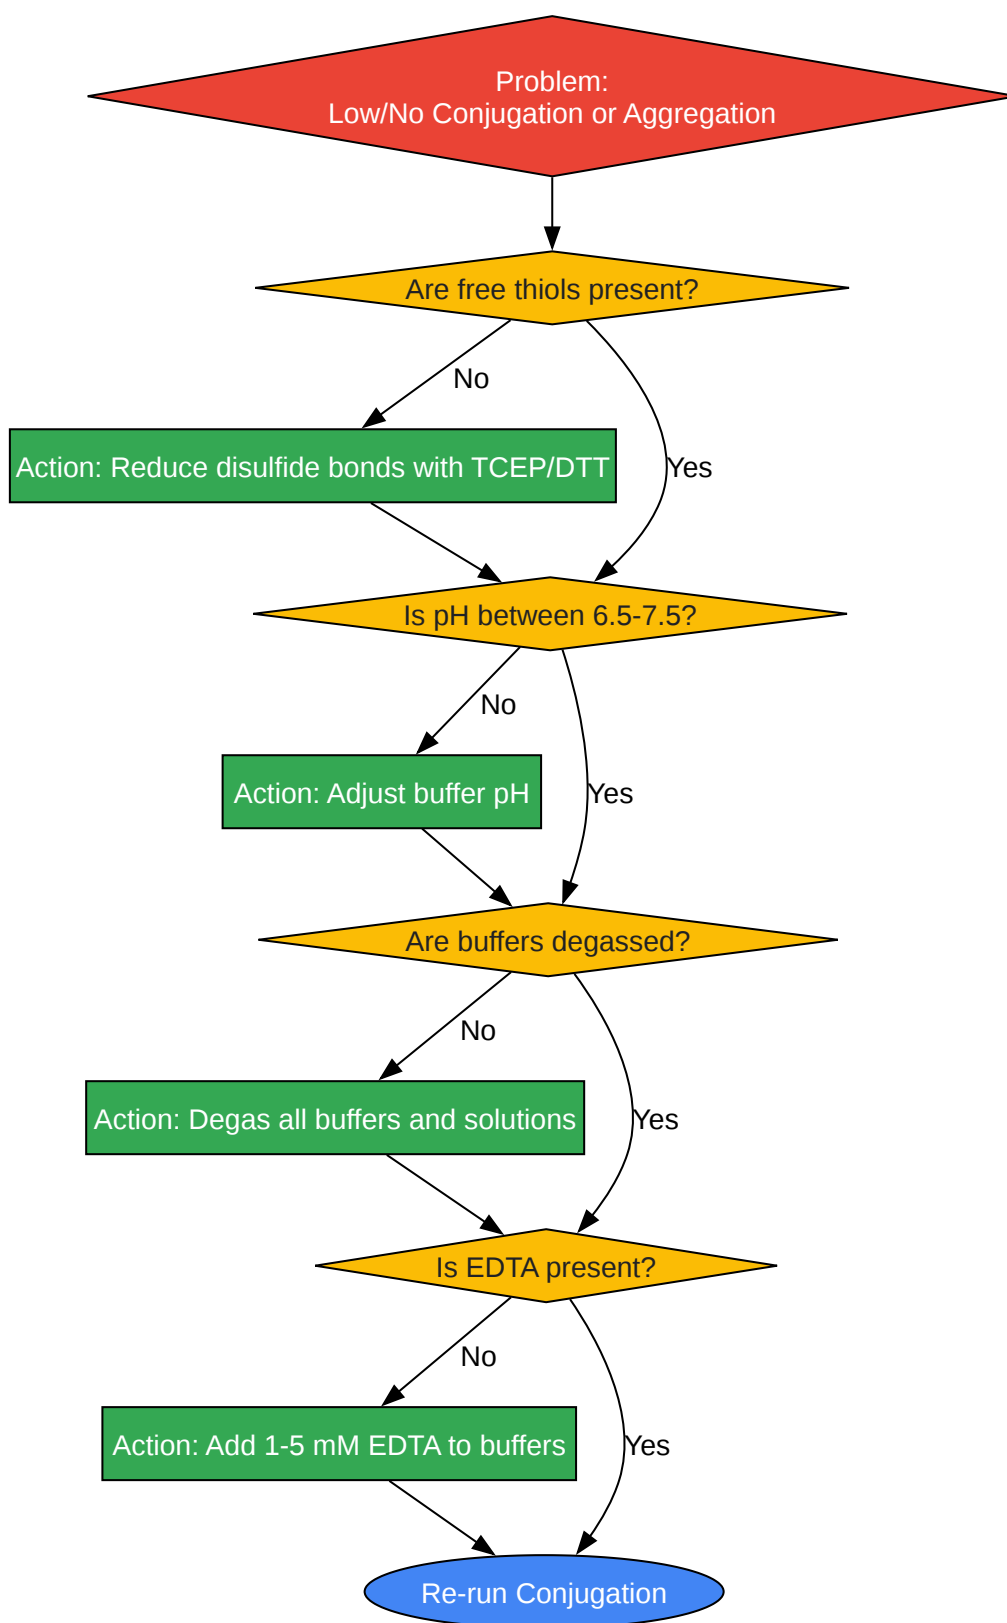 Problem:
Low/No Conjugation or Aggregation
Are free thiols present?
No
Action: Reduce disulfide bonds with TCEP/DTT
Yes
Is pH between 6.5-7.5?
No
Action: Adjust buffer pH
Yes
Are buffers degassed?
No
Action: Degas all buffers and solutions
Yes
Is EDTA present?
No
Action: Add 1-5 mM EDTA to buffers
Yes
Re-run Conjugation